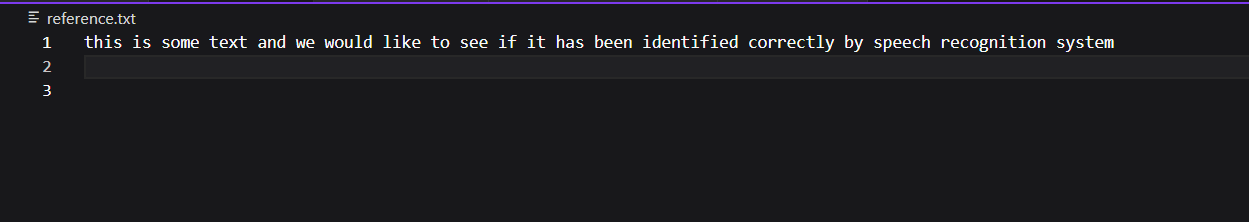 reference.txt
1 this is some text and we would like to see if it has been identified correctly by speech recognition system
2
3